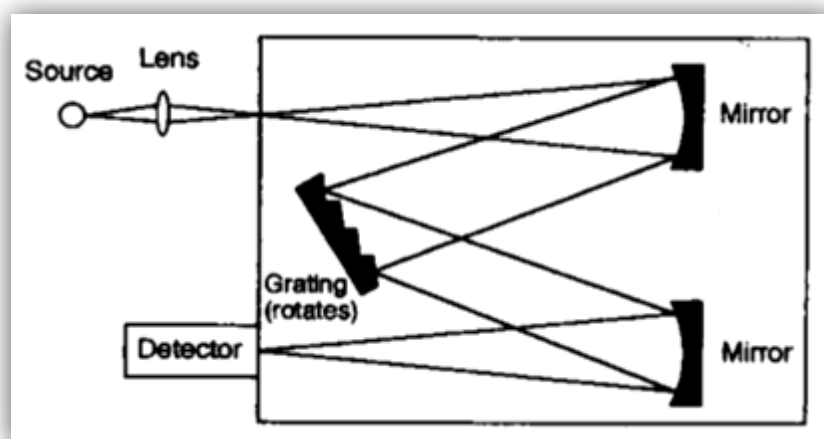 Source
Lens
Mirror
Grating
(rotates)
Detector
Mirror